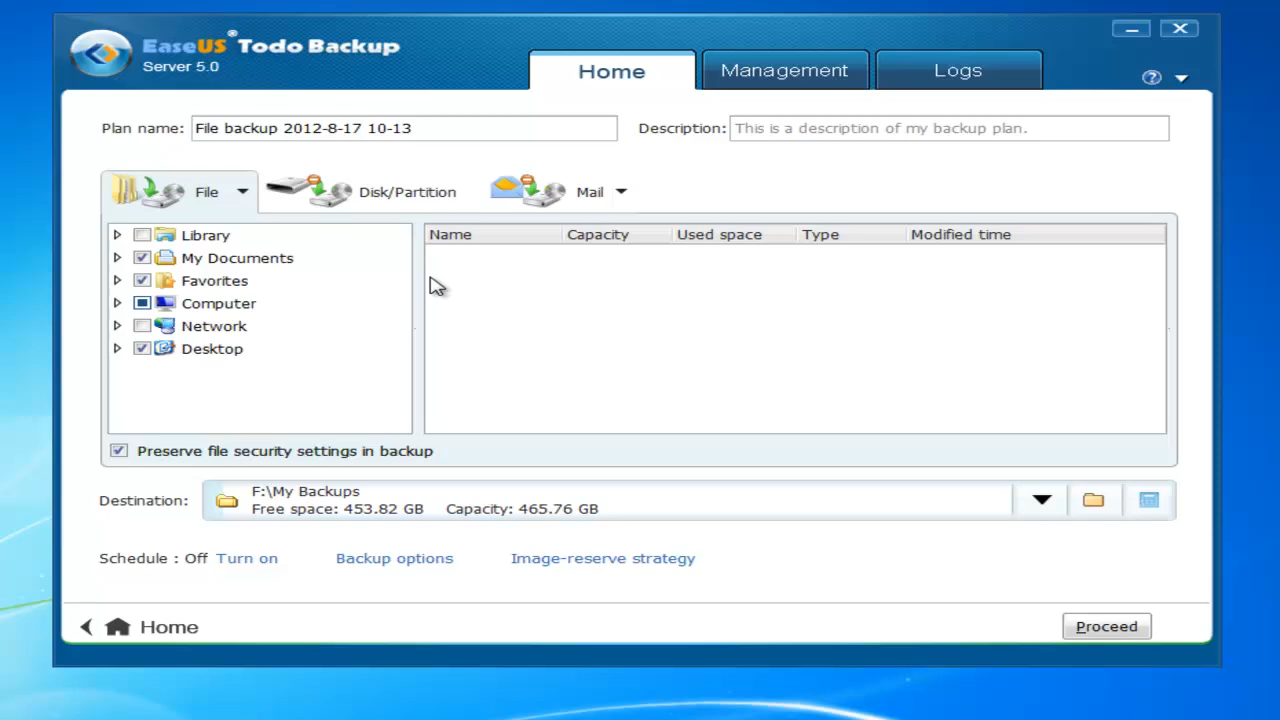 EaseUS® Todo Backup
Server 5.0
Home
Management
Logs
Plan name: File backup 2012-8-17 10-13
Description: This is a description of my backup plan.
File
Disk/Partition
Mail
Library
My Documents
Favorites
Computer
Network
Desktop
Name Capacity Used space Type Modified time
Preserve file security settings in backup
Destination: F:\My Backups
Free space: 453.82 GB Capacity: 465.76 GB
Schedule : Off Turn on Backup options Image-reserve strategy
Home
Proceed